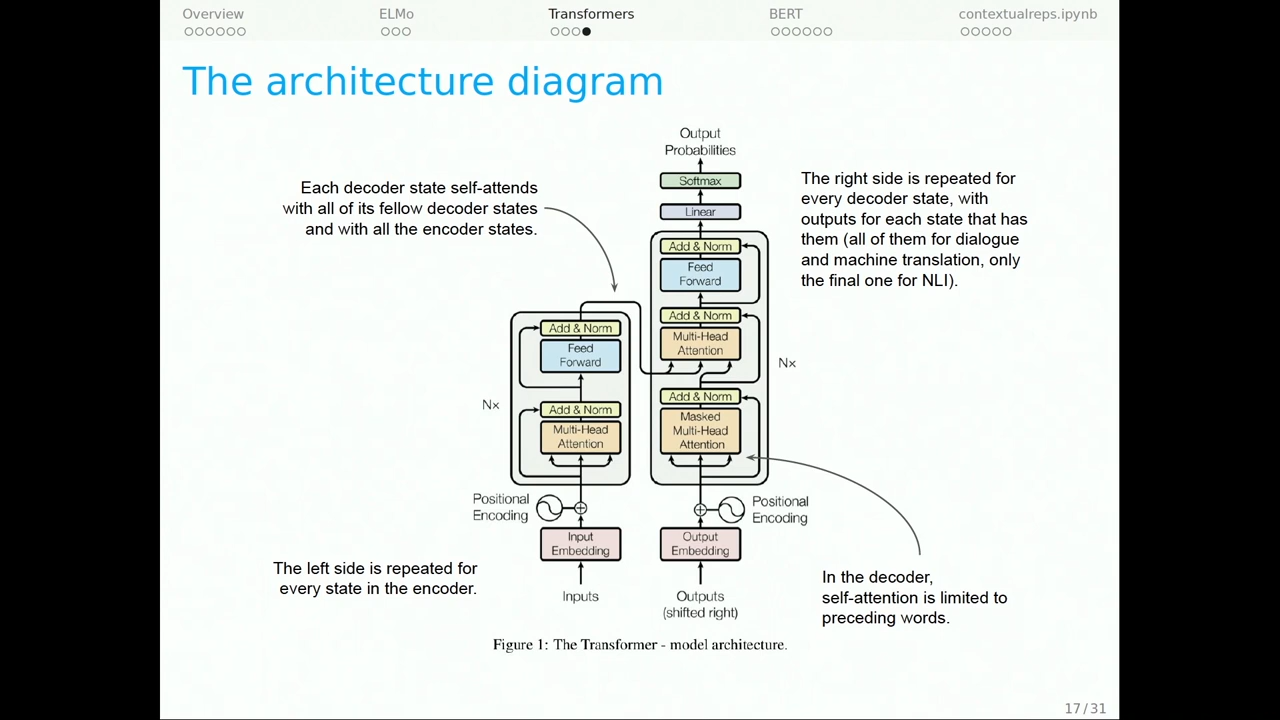 Overview
ELMo
Transformers
BERT
contextualreps.ipynb
The architecture diagram
Each decoder state self-attends
with all of its fellow decoder states
and with all the encoder states.
The right side is repeated for
every decoder state, with
outputs for each state that has
them (all of them for dialogue
and machine translation, only
the final one for NLI).
Output
Probabilities
Softmax
Linear
Add & Norm
Feed
Forward
Add & Norm
Multi-Head
Attention
Add & Norm
Masked
Multi-Head
Attention
Nx
Add & Norm
Feed
Forward
Add & Norm
Multi-Head
Attention
Nx
Positional
Encoding
Positional
Encoding
Input
Embedding
Output
Embedding
Inputs
Outputs
(shifted right)
The left side is repeated for
every state in the encoder.
In the decoder,
self-attention is limited to
preceding words.
Figure 1: The Transformer - model architecture.
17 / 31